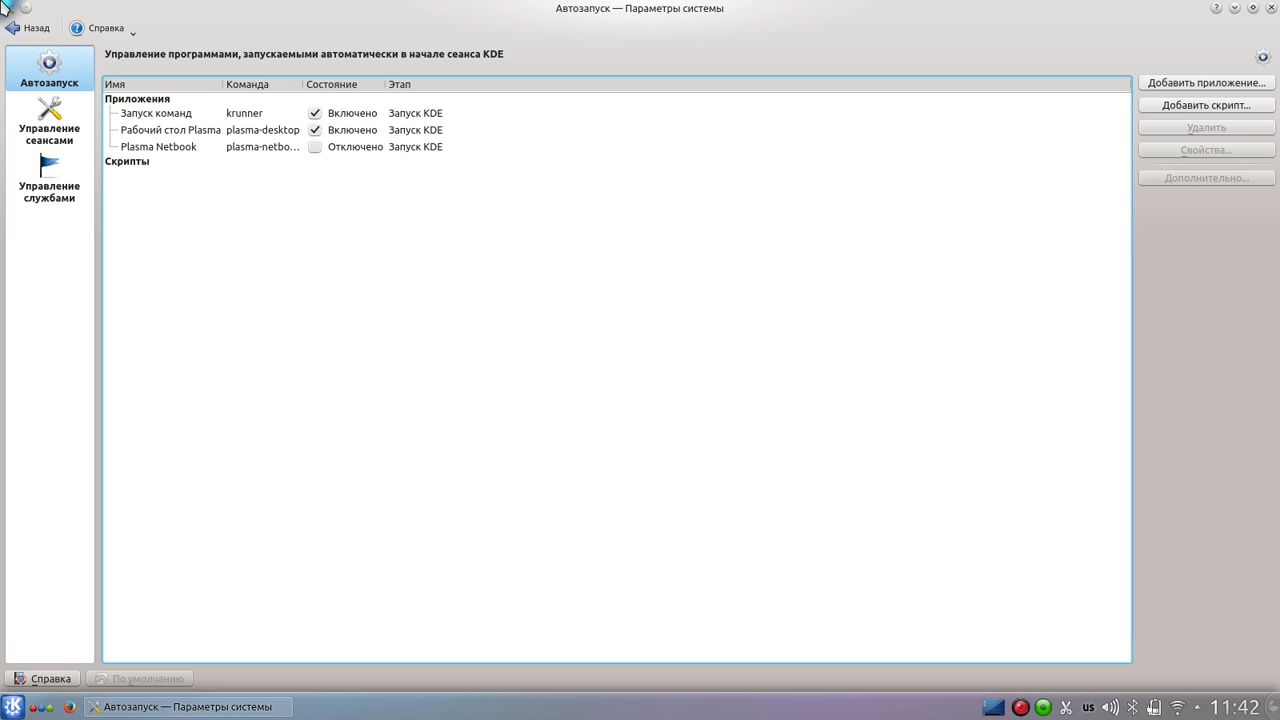 Автозапуск — Параметры системы
Назад Справка
Управление программами, запускаемыми автоматически в начале сеанса KDE
Автозапуск
Управление сеансами
Управление службами
Имя Команда Состояние Этап
Приложения
Запуск команд krunner Включено Запуск KDE
Рабочий стол Plasma plasma-desktop Включено Запуск KDE
Plasma Netbook plasma-netbo... Отключено Запуск KDE
Скрипты
Добавить приложение...
Добавить скрипт...
Удалить
Свойства...
Дополнительно...
Справка По умолчанию
Автозапуск — Параметры системы us 11:42